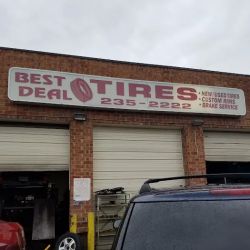 BEST DEAL
TIRES
235-2222
• NEW/USED TIRES
• CUSTOM RIMS
• BRAKE SERVICE